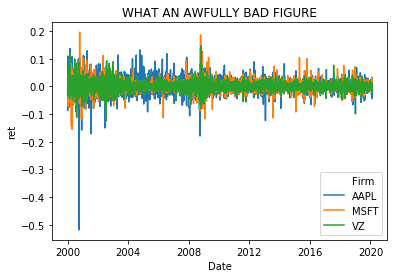 WHAT AN AWFULLY BAD FIGURE
0.2
0.1
0.0
−0.1
−0.2
−0.3
−0.4
−0.5
ret
Firm
AAPL
MSFT
VZ
2000 2004 2008 2012 2016 2020
Date